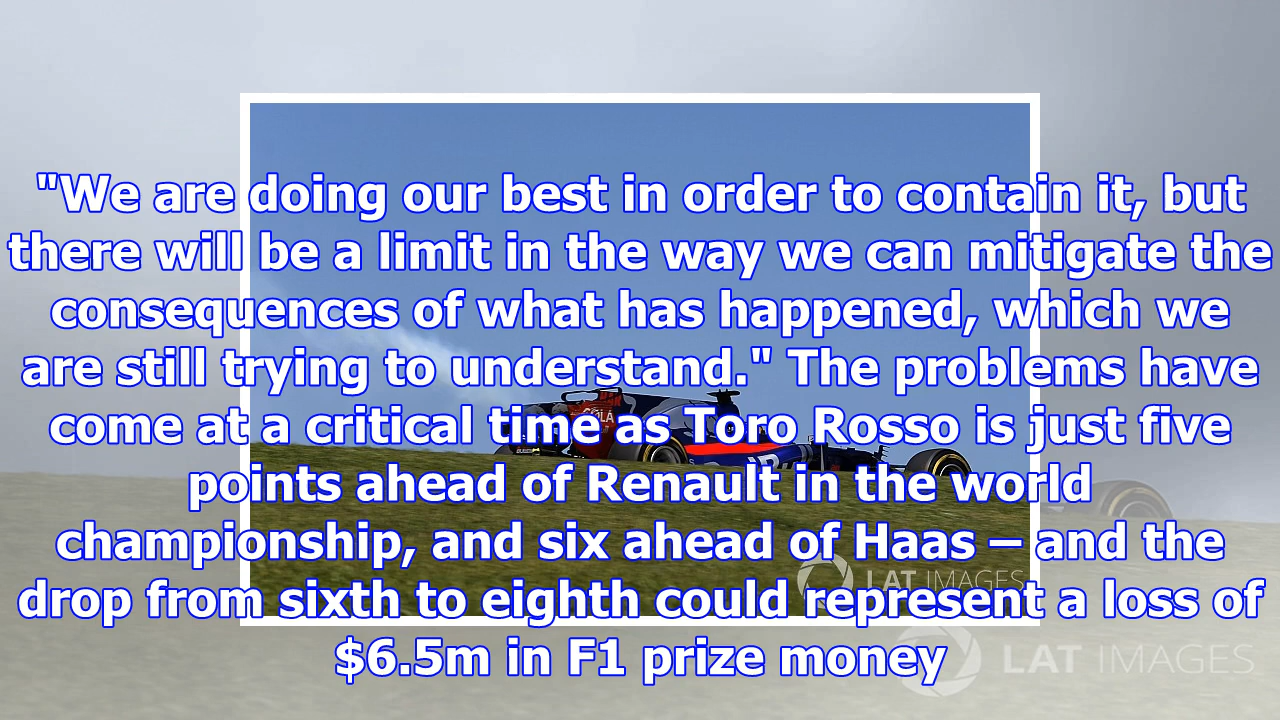 "We are doing our best in order to contain it, but
there will be a limit in the way we can mitigate the
consequences of what has happened, which we
are still trying to understand." The problems have
come at a critical time as Toro Rosso is just five
points ahead of Renault in the world
championship, and six ahead of Haas – and the
drop from sixth to eighth could represent a loss of
$6.5m in F1 prize money
LAT IMAGES
LAT IMAGES